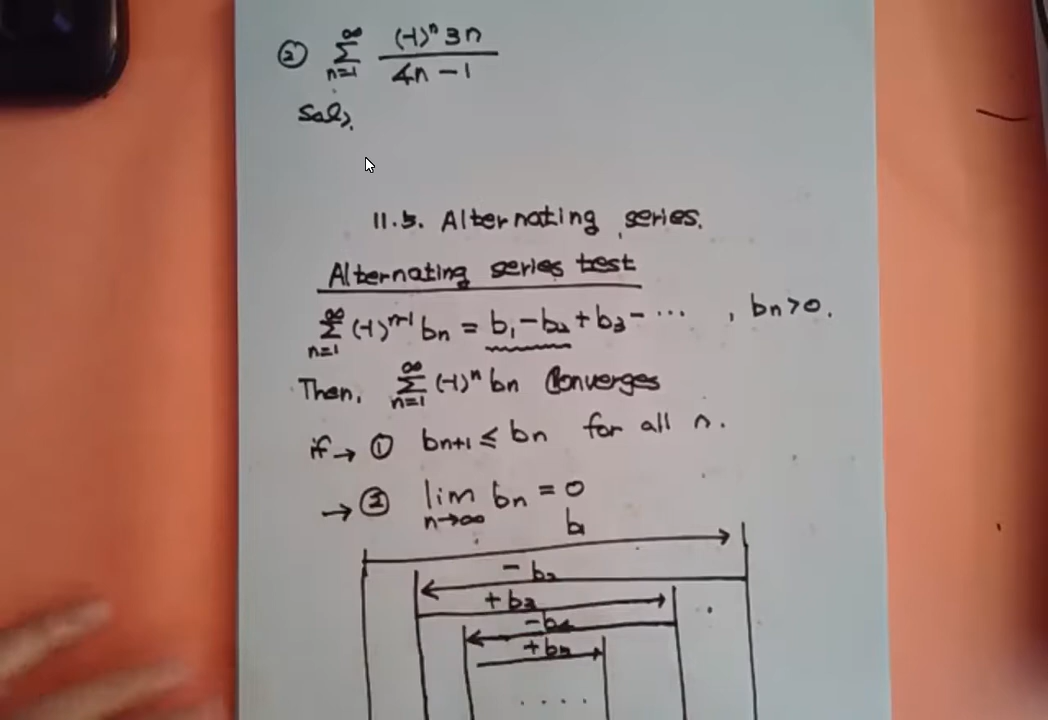 ② ∞ Σ n=1 (-1)ⁿ 3n / 4n - 1
Sol).
11.5. Alternating series.
Alternating series test
∞ Σ n=1 (-1)ⁿ⁻¹ bn = b₁ - b₂ + b₃ - ... , bn > 0.
Then, ∞ Σ n=1 (-1)ⁿ bn Converges
if → ① bn+1 ≤ bn for all n.
→ ② lim n→∞ bn = 0
b₁
- b₂
+ b₃
- b₄
+ b₅
....